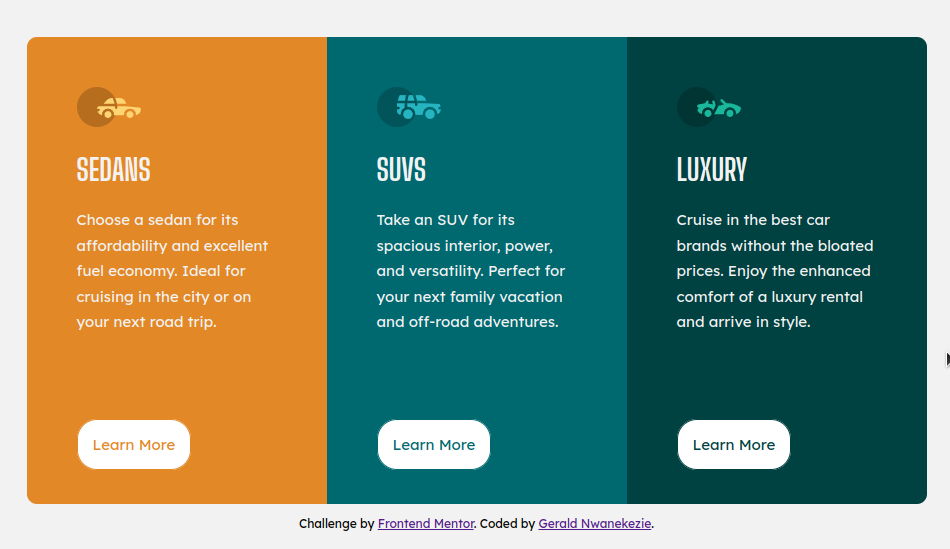 SEDANS
Choose a sedan for its
affordability and excellent
fuel economy. Ideal for
cruising in the city or on
your next road trip.
Learn More
SUVS
Take an SUV for its
spacious interior, power,
and versatility. Perfect for
your next family vacation
and off-road adventures.
Learn More
LUXURY
Cruise in the best car
brands without the bloated
prices. Enjoy the enhanced
comfort of a luxury rental
and arrive in style.
Learn More
Challenge by Frontend Mentor. Coded by Gerald Nwanekezie.